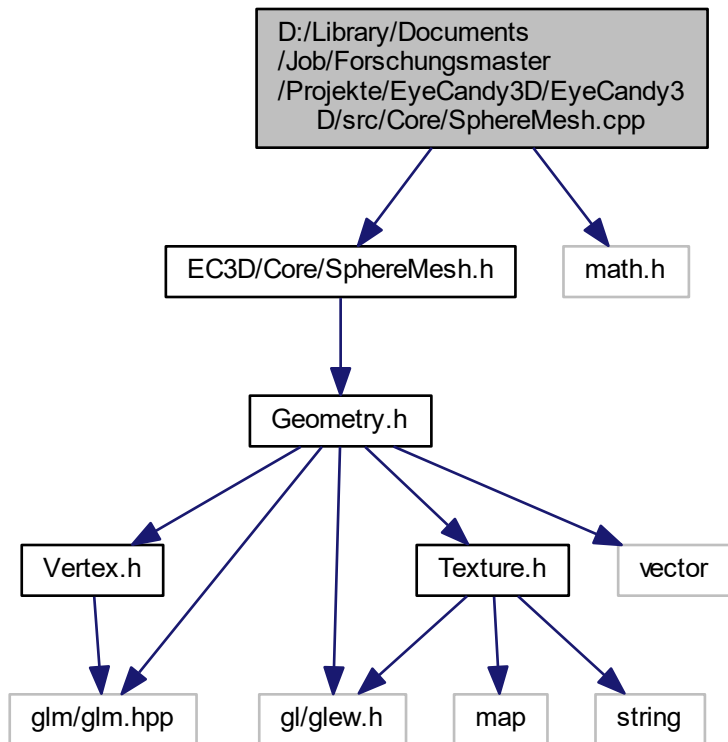 D:/Library/Documents
/Job/Forschungsmaster
/Projekte/EyeCandy3D/EyeCandy3
D/src/Core/SphereMesh.cpp
EC3D/Core/SphereMesh.h
math.h
Geometry.h
Vertex.h
Texture.h
vector
glm/glm.hpp
gl/glew.h
map
string